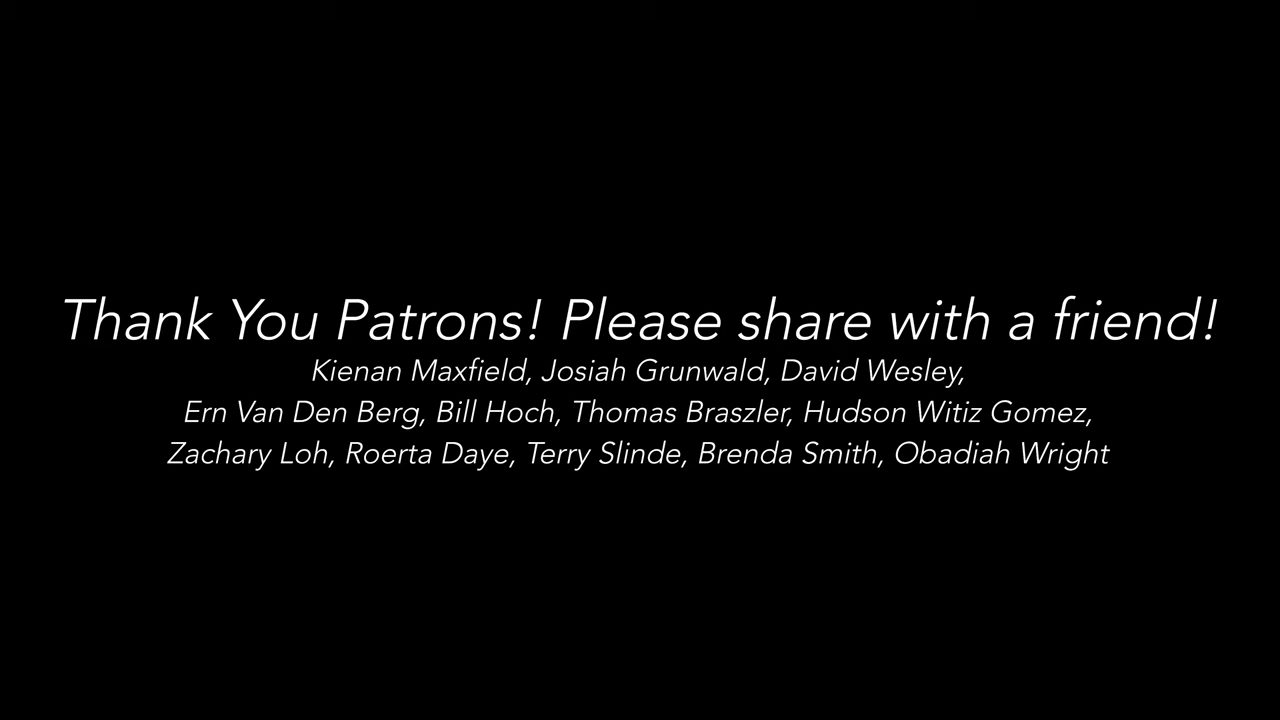 Thank You Patrons! Please share with a friend!
Kienan Maxfield, Josiah Grunwald, David Wesley,
Ern Van Den Berg, Bill Hoch, Thomas Braszler, Hudson Witiz Gomez,
Zachary Loh, Roerta Daye, Terry Slinde, Brenda Smith, Obadiah Wright